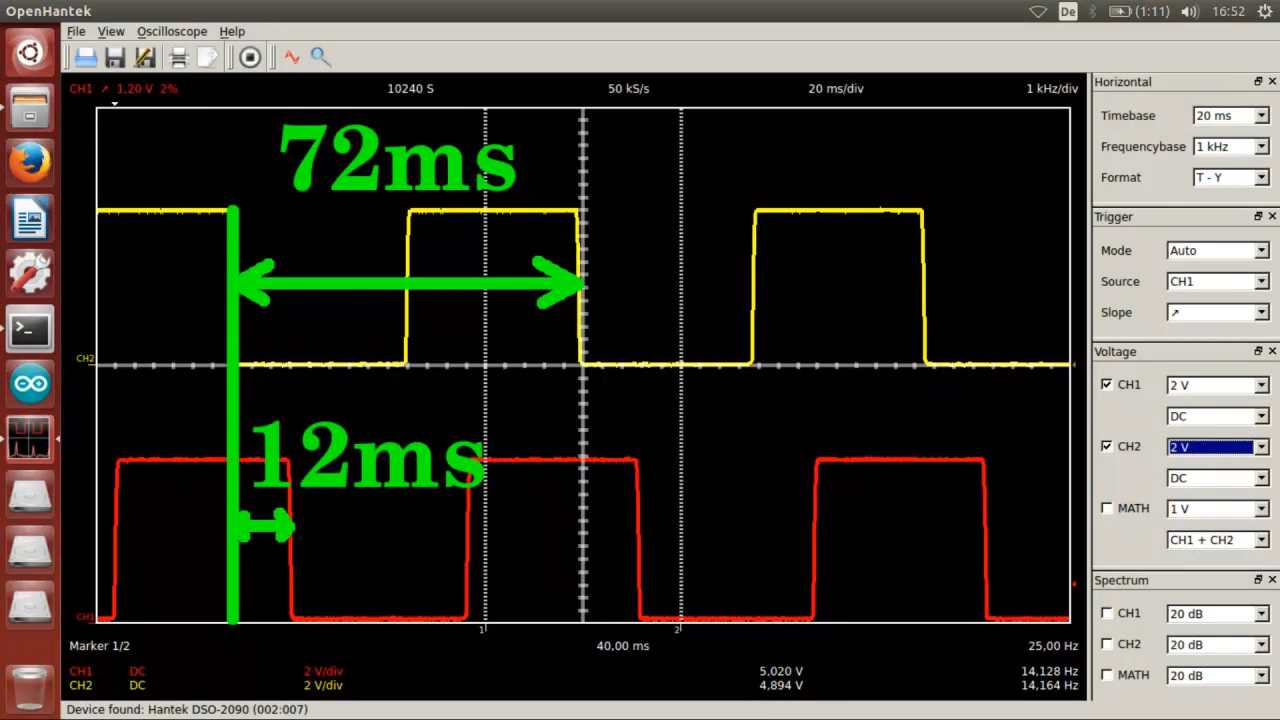 OpenHantek
De
(1:11)
16:52
File View Oscilloscope Help
CH1 ↗ 1.20 V 2% 10240 S 50 kS/s 20 ms/div 1 kHz/div
72ms
CH2
12ms
CH1
1 2
Marker 1/2 40,00 ms 25,00 Hz
CH1 DC 2 V/div 5,020 V 14,128 Hz
CH2 DC 2 V/div 4,894 V 14,164 Hz
Device found: Hantek DSO-2090 (002:007)
Horizontal
Timebase 20 ms
Frequencybase 1 kHz
Format T - Y
Trigger
Mode Auto
Source CH1
Slope ↗
Voltage
CH1 2 V
DC
CH2 2 V
DC
MATH 1 V
CH1 + CH2
Spectrum
CH1 20 dB
CH2 20 dB
MATH 20 dB